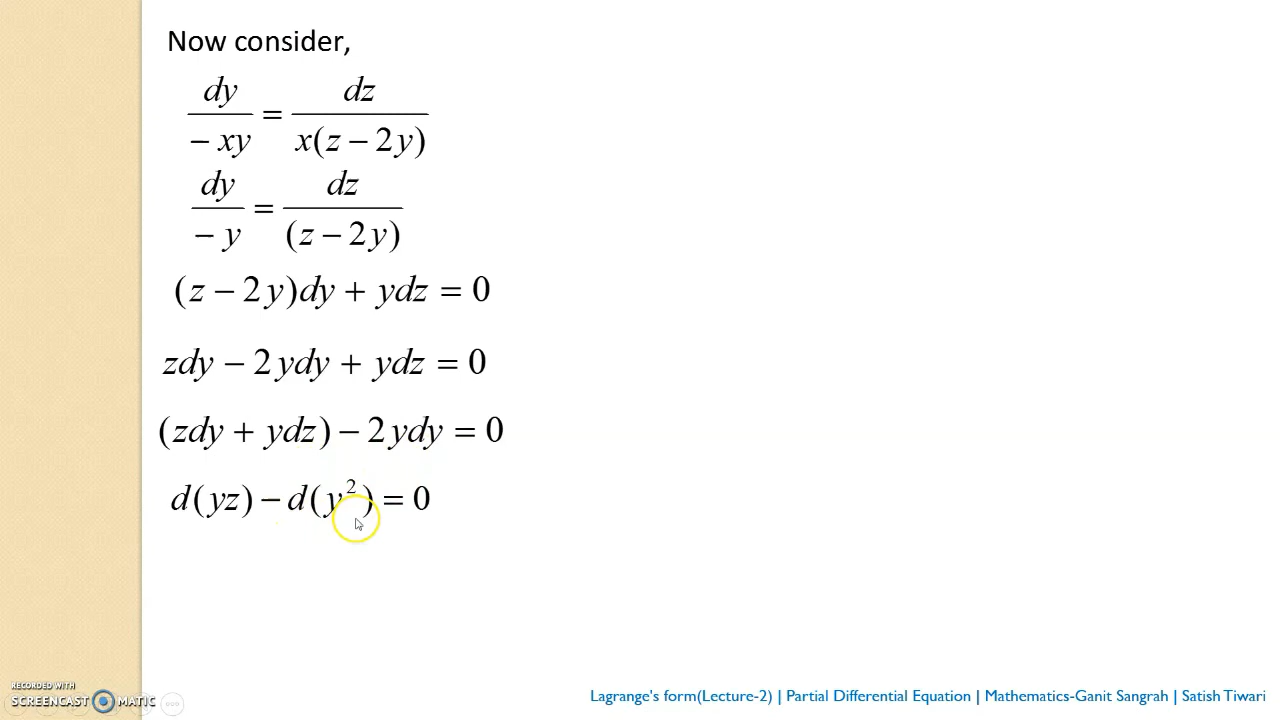 Now consider,
dy/− xy = dz/x(z − 2y)
dy/− y = dz/(z − 2y)
(z − 2y)dy + ydz = 0
zdy − 2ydy + ydz = 0
(zdy + ydz) − 2ydy = 0
d(yz) − d(y²) = 0
RECORDED WITH
SCREENCAST MATIC
Lagrange's form(Lecture-2) | Partial Differential Equation | Mathematics-Ganit Sangrah | Satish Tiwari